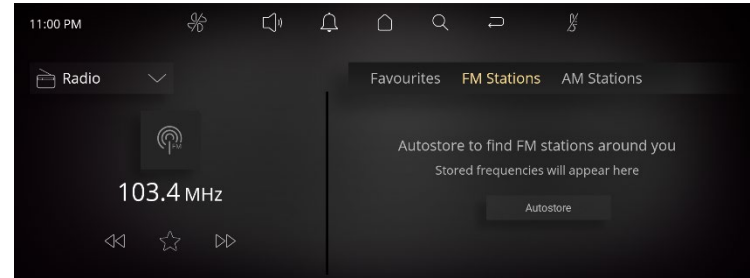 11:00 PM
Radio
Favourites FM Stations AM Stations
FM
103.4 MHz
Autostore to find FM stations around you
Stored frequencies will appear here
Autostore